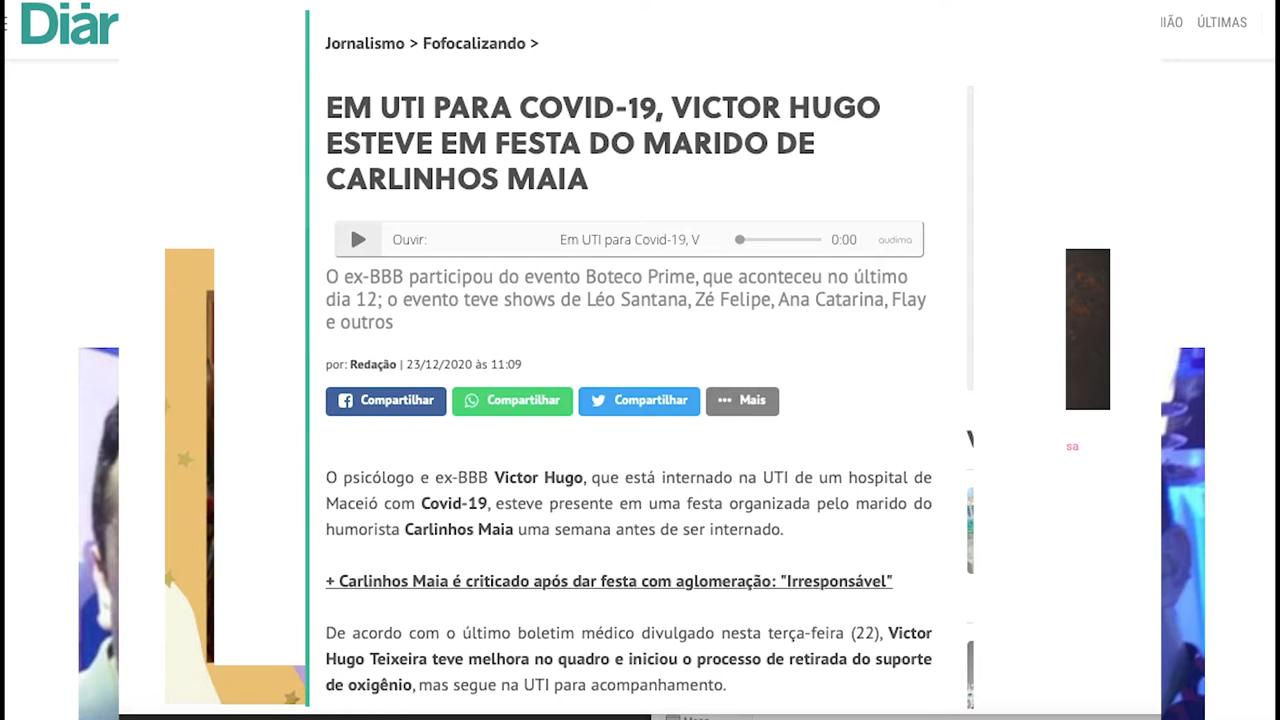 Diár
IÃO ÚLTIMAS
Jornalismo > Fofocalizando >
EM UTI PARA COVID-19, VICTOR HUGO
ESTEVE EM FESTA DO MARIDO DE
CARLINHOS MAIA
Ouvir: Em UTI para Covid-19, V 0:00 audima
O ex-BBB participou do evento Boteco Prime, que aconteceu no último
dia 12; o evento teve shows de Léo Santana, Zé Felipe, Ana Catarina, Flay
e outros
por: Redação | 23/12/2020 às 11:09
Compartilhar Compartilhar Compartilhar Mais
O psicólogo e ex-BBB Victor Hugo, que está internado na UTI de um hospital de
Maceió com Covid-19, esteve presente em uma festa organizada pelo marido do
humorista Carlinhos Maia uma semana antes de ser internado.
sa
+ Carlinhos Maia é criticado após dar festa com aglomeração: "Irresponsável"
De acordo com o último boletim médico divulgado nesta terça-feira (22), Victor
Hugo Teixeira teve melhora no quadro e iniciou o processo de retirada do suporte
de oxigênio, mas segue na UTI para acompanhamento.